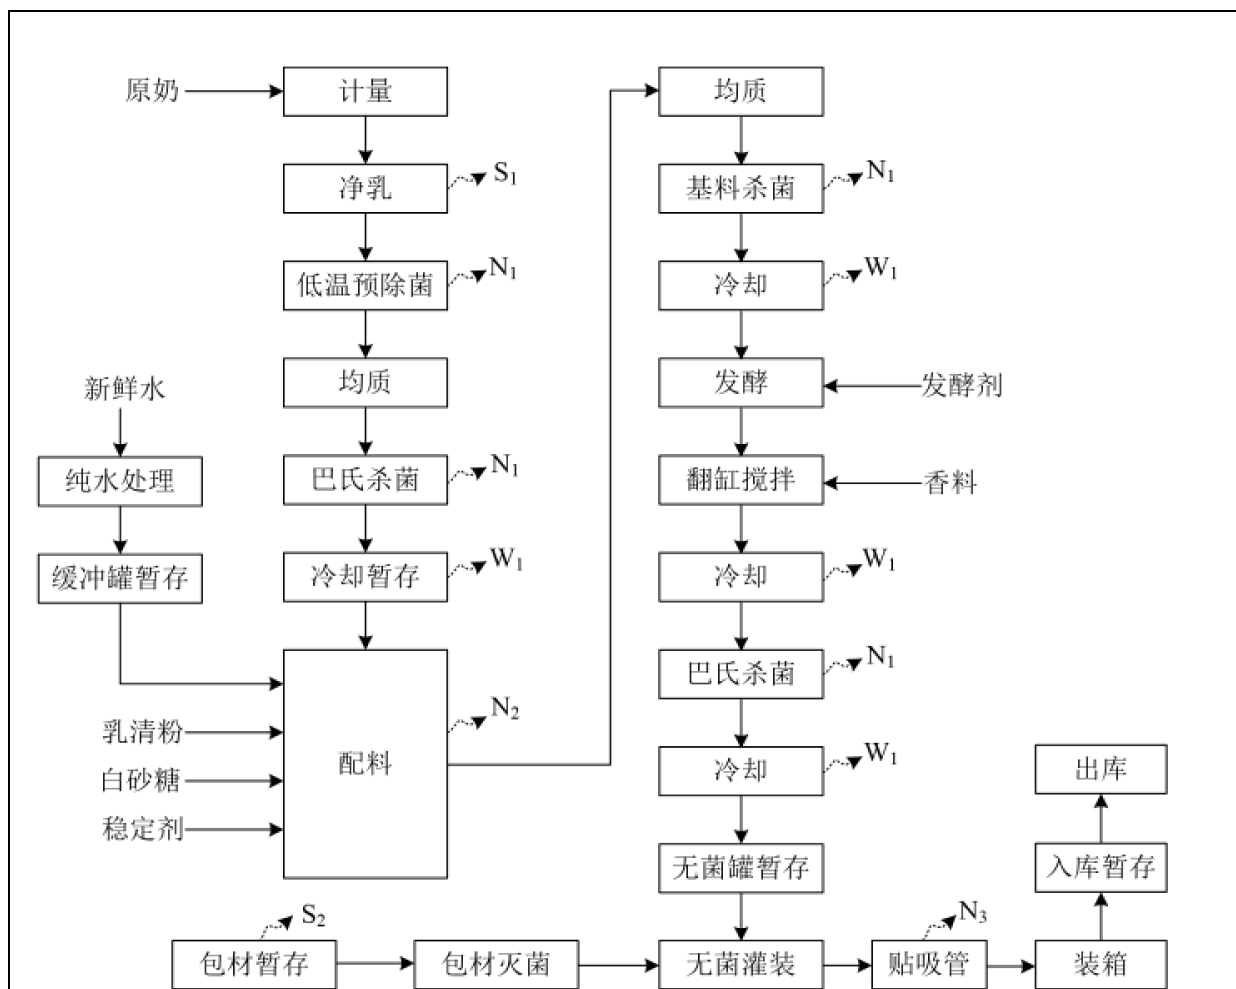 原奶
计量
净乳
S₁
低温预除菌
N₁
均质
新鲜水
纯水处理
缓冲罐暂存
巴氏杀菌
N₁
冷却暂存
W₁
乳清粉
白砂糖
稳定剂
配料
N₂
均质
基料杀菌
N₁
冷却
W₁
发酵
发酵剂
翻缸搅拌
香料
冷却
W₁
巴氏杀菌
N₁
冷却
W₁
无菌罐暂存
包材暂存
S₂
包材灭菌
无菌灌装
贴吸管
N₃
装箱
入库暂存
出库